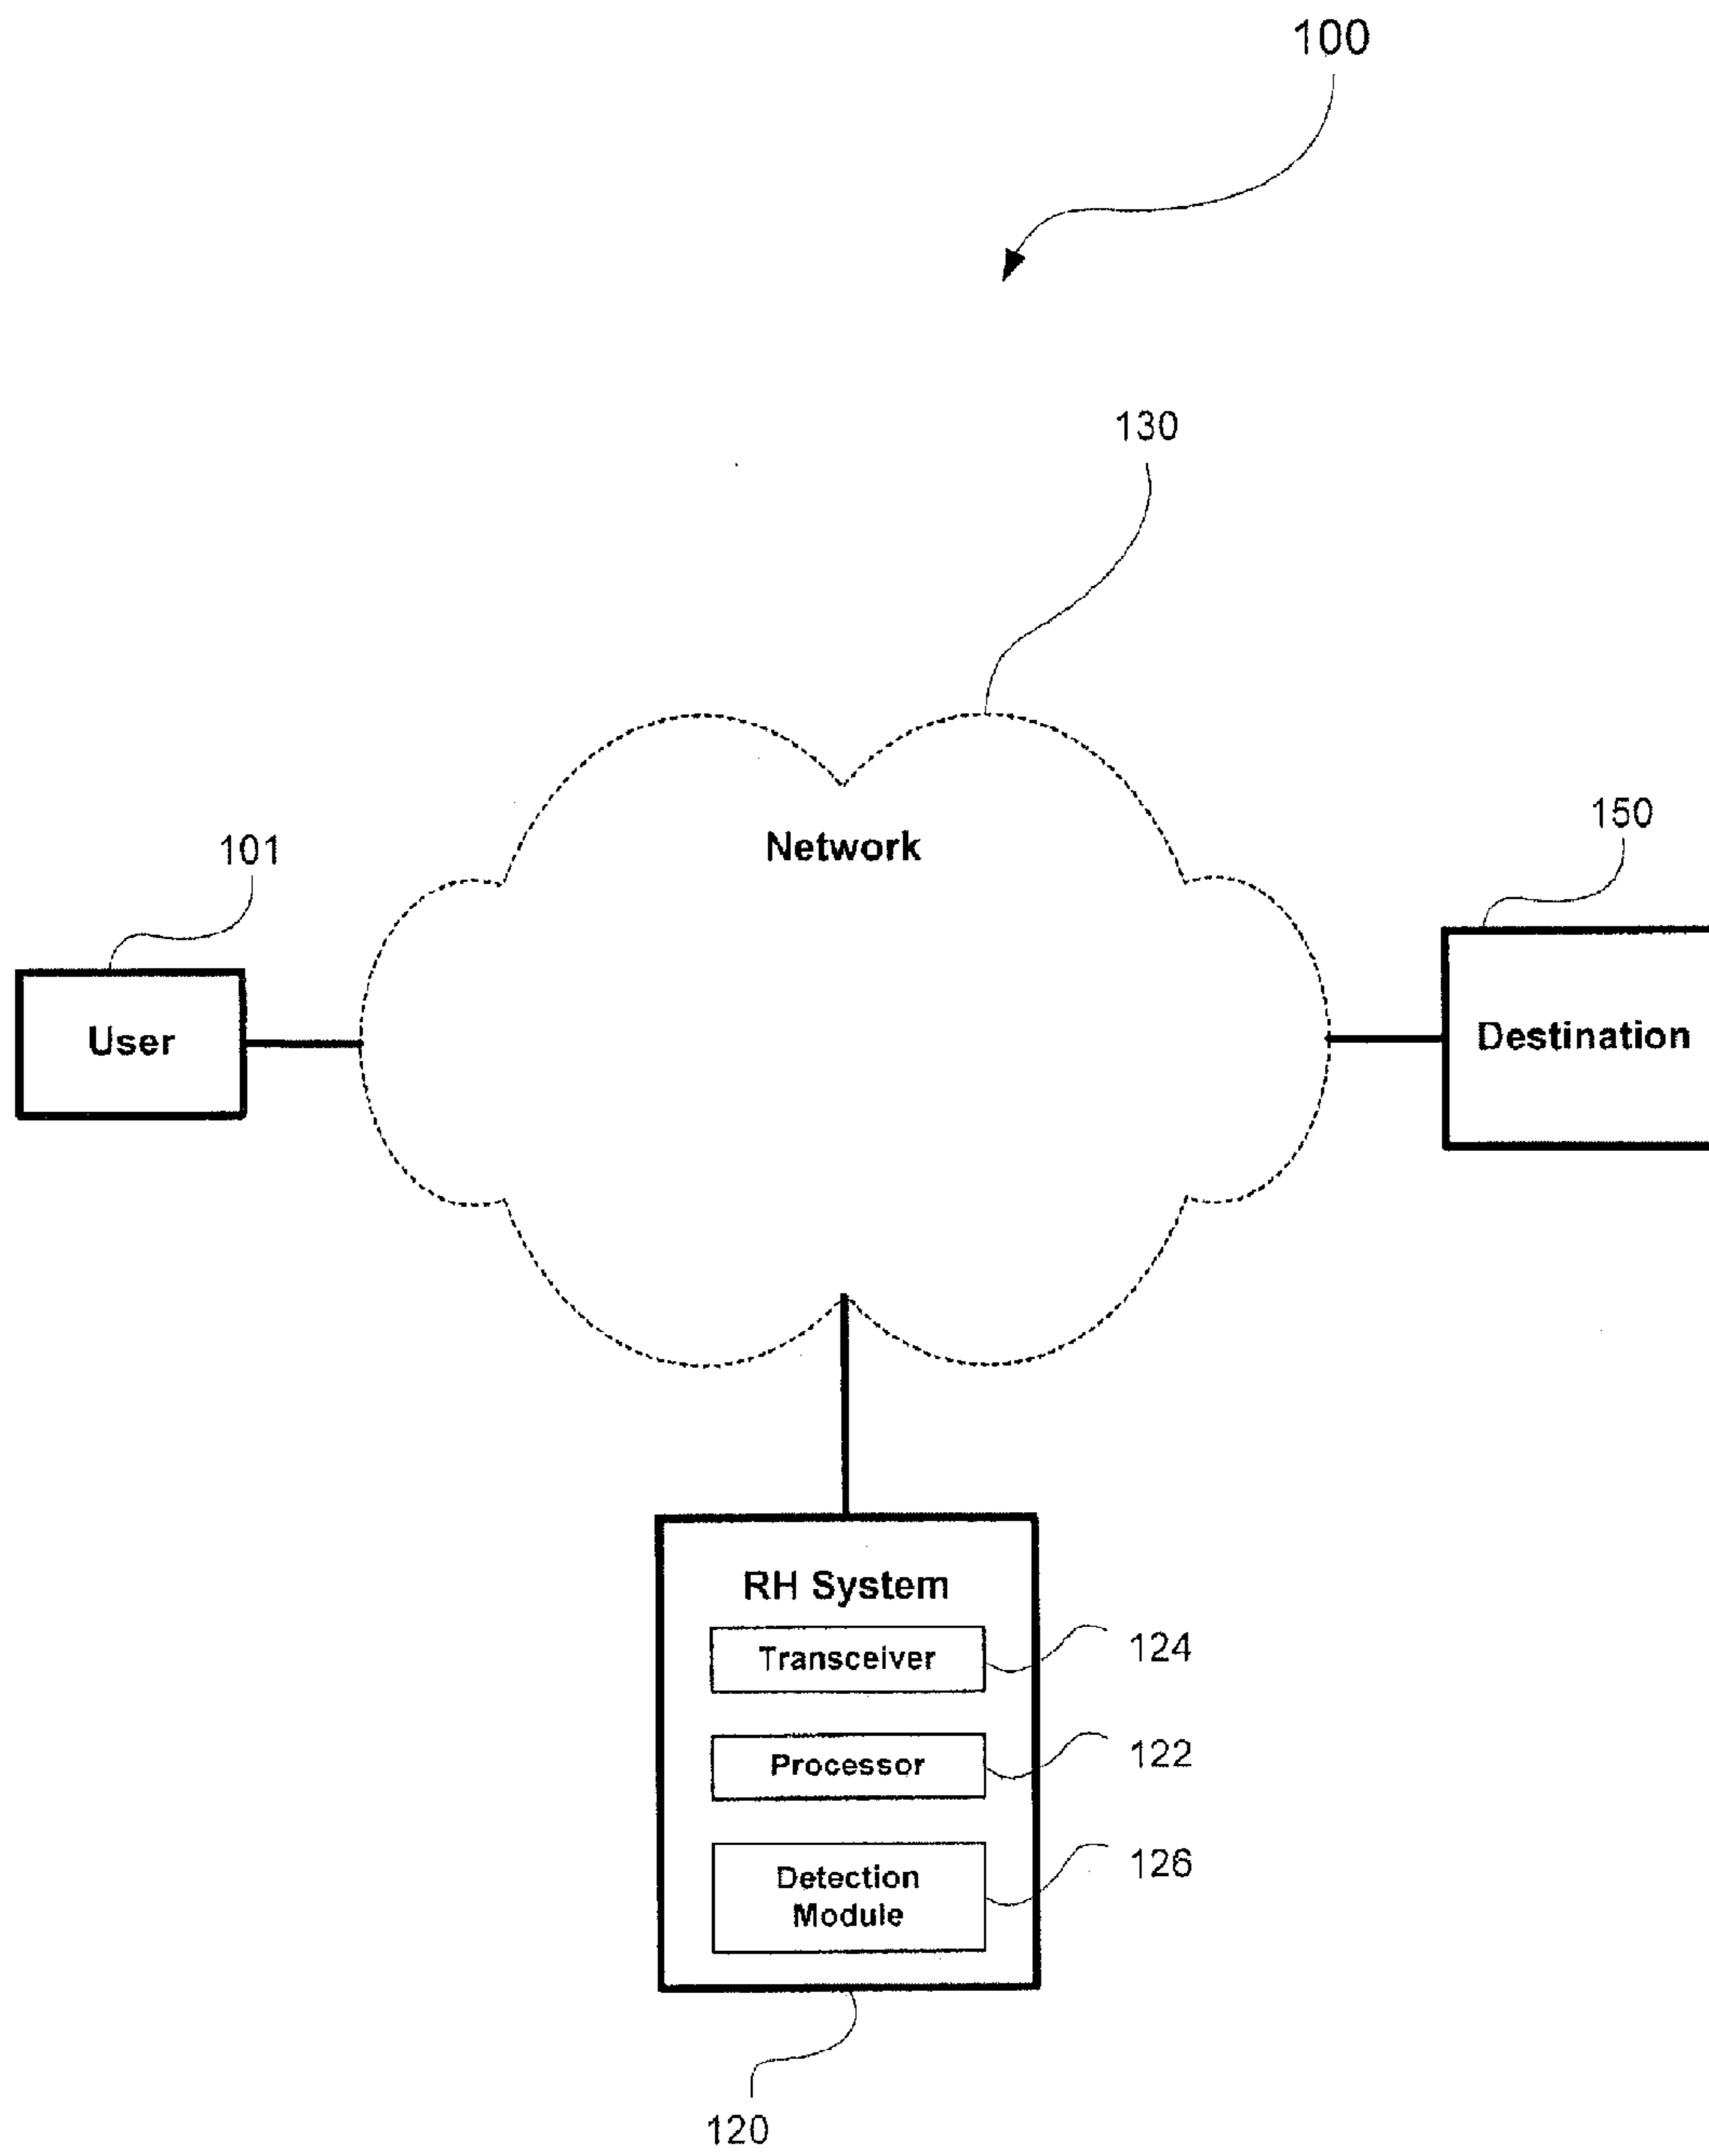 100
130
Network
150
101
User
Destination
RH System
Transceiver
124
Processor
122
Detection
Module
126
120